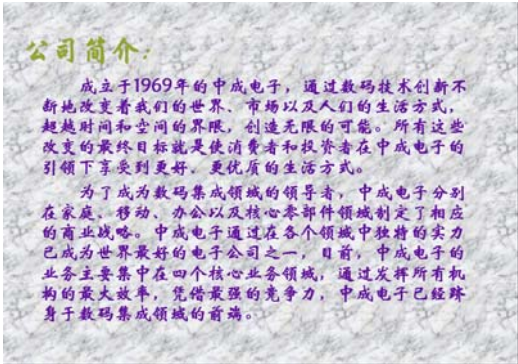 公司简介:
成立于1969年的中成电子，通过数码技术创新不
断地改变着我们的世界、市场以及人们的生活方式，
超越时间和空间的界限，创造无限的可能。所有这些
改变的最终目标就是使消费者和投资者在中成电子的
引领下享受到更好、更优质的生活方式。
为了成为数码集成领域的领导者，中成电子分别
在家庭、移动、办公以及核心零部件领域制定了相应
的商业战略。中成电子通过在各个领域中独特的实力
已成为世界最好的电子公司之一，目前，中成电子的
业务主要集中在四个核心业务领域，通过发挥所有机
构的最大效率，凭借最强的竞争力，中成电子已经跻
身于数码集成领域的前端。